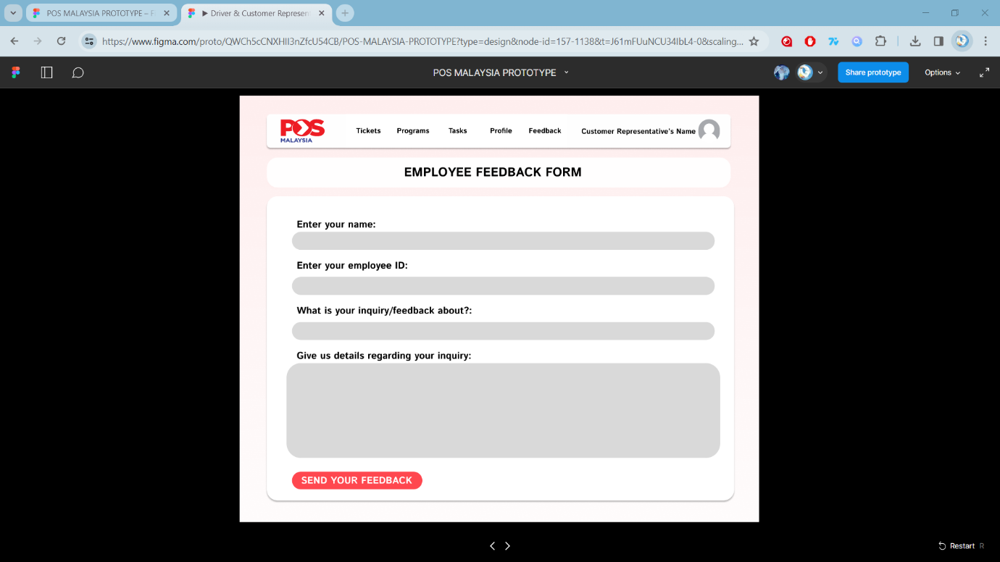 POS MALAYSIA PROTOTYPE – F
Driver & Customer Represen
https://www.figma.com/proto/QWCh5cCNXHlI3nZfcU54CB/POS-MALAYSIA-PROTOTYPE?type=design&node-id=157-1138&t=J61mFUuNCU34IbL4-0&scaling...
POS MALAYSIA PROTOTYPE
Share prototype
Options
POS
MALAYSIA
Tickets Programs Tasks Profile Feedback Customer Representative's Name
EMPLOYEE FEEDBACK FORM
Enter your name:
Enter your employee ID:
What is your inquiry/feedback about?:
Give us details regarding your inquiry:
SEND YOUR FEEDBACK
Restart R